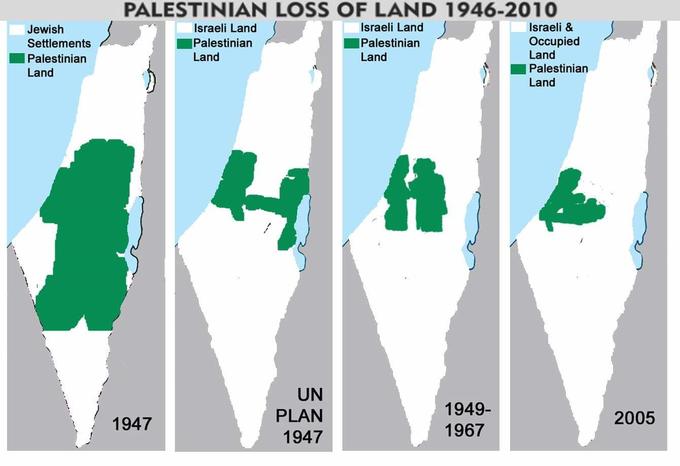 PALESTINIAN LOSS OF LAND 1946-2010
Jewish
Settlements
Palestinian
Land
1947
Israeli Land
Palestinian
Land
UN
PLAN
1947
Israeli Land
Palestinian
Land
1949-
1967
Israeli &
Occupied
Land
Palestinian
Land
2005